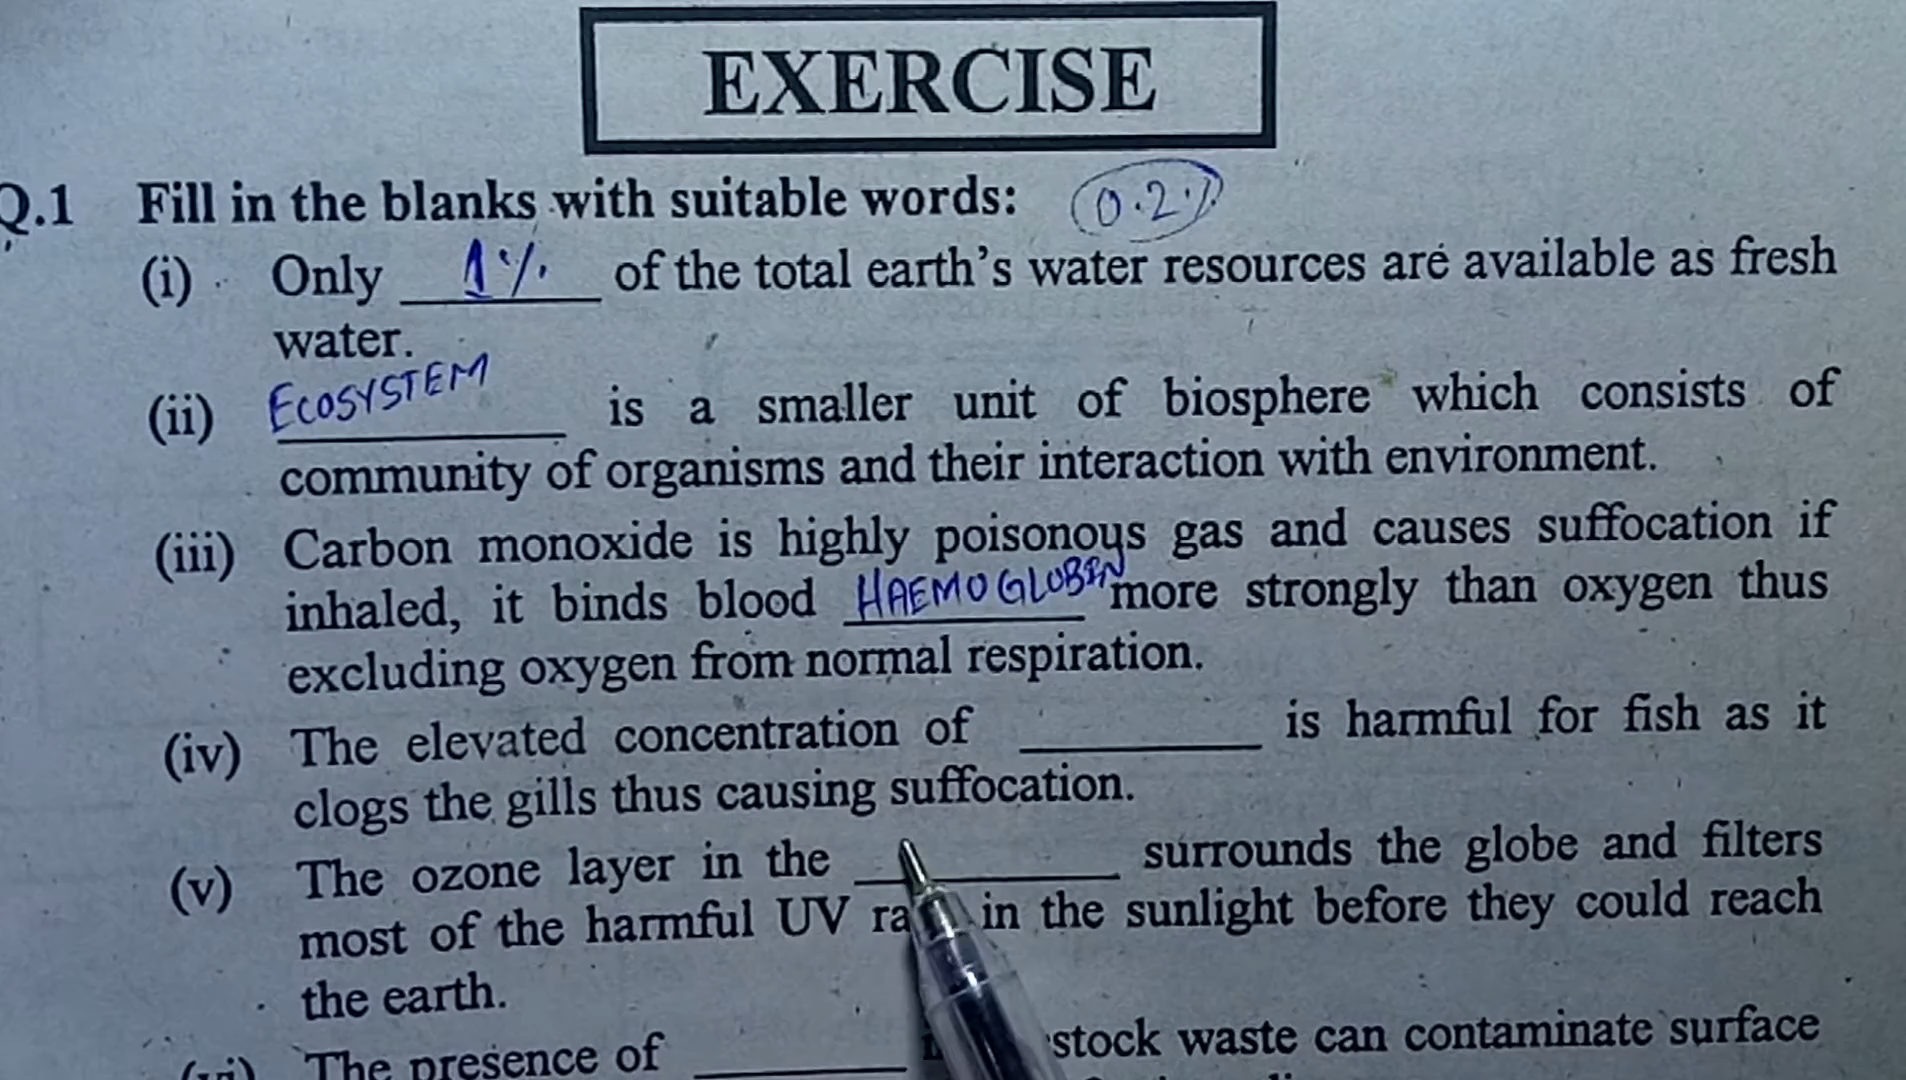 EXERCISE
Q.1 Fill in the blanks with suitable words: 0.2%
(i) Only 1% of the total earth's water resources are available as fresh
water.
(ii) ECOSYSTEM is a smaller unit of biosphere which consists of
community of organisms and their interaction with environment.
(iii) Carbon monoxide is highly poisonous gas and causes suffocation if
inhaled, it binds blood HAEMOGLOBIN more strongly than oxygen thus
excluding oxygen from normal respiration.
(iv) The elevated concentration of ________ is harmful for fish as it
clogs the gills thus causing suffocation.
(v) The ozone layer in the ________ surrounds the globe and filters
most of the harmful UV ra in the sunlight before they could reach
the earth.
(vi) The presence of ________ stock waste can contaminate surface